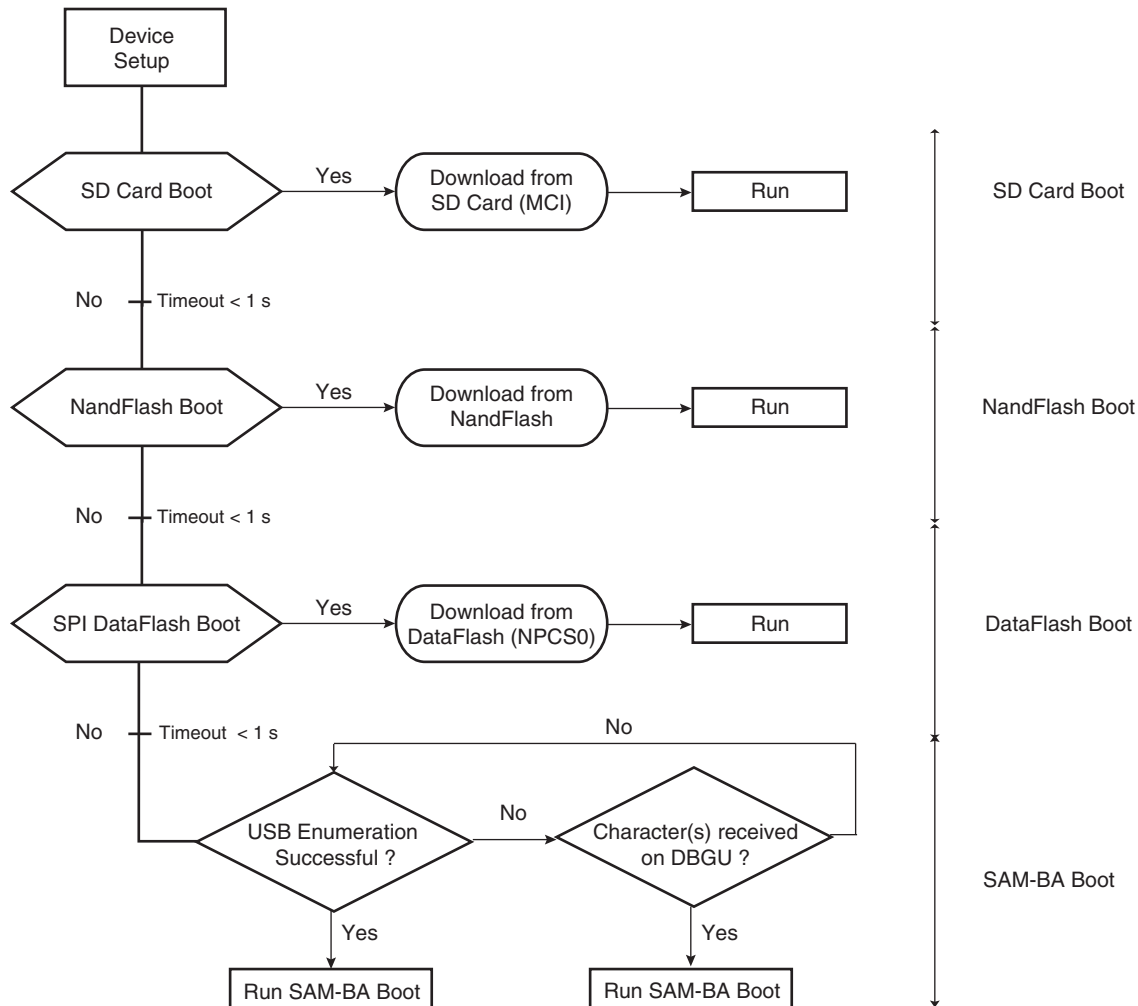 Device
Setup
SD Card Boot
Yes
Download from
SD Card (MCI)
Run
SD Card Boot
No
Timeout < 1 s
NandFlash Boot
Yes
Download from
NandFlash
Run
NandFlash Boot
No
Timeout < 1 s
SPI DataFlash Boot
Yes
Download from
DataFlash (NPCS0)
Run
DataFlash Boot
No
Timeout < 1 s
No
USB Enumeration
Successful ?
No
Character(s) received
on DBGU ?
SAM-BA Boot
Yes
Yes
Run SAM-BA Boot
Run SAM-BA Boot